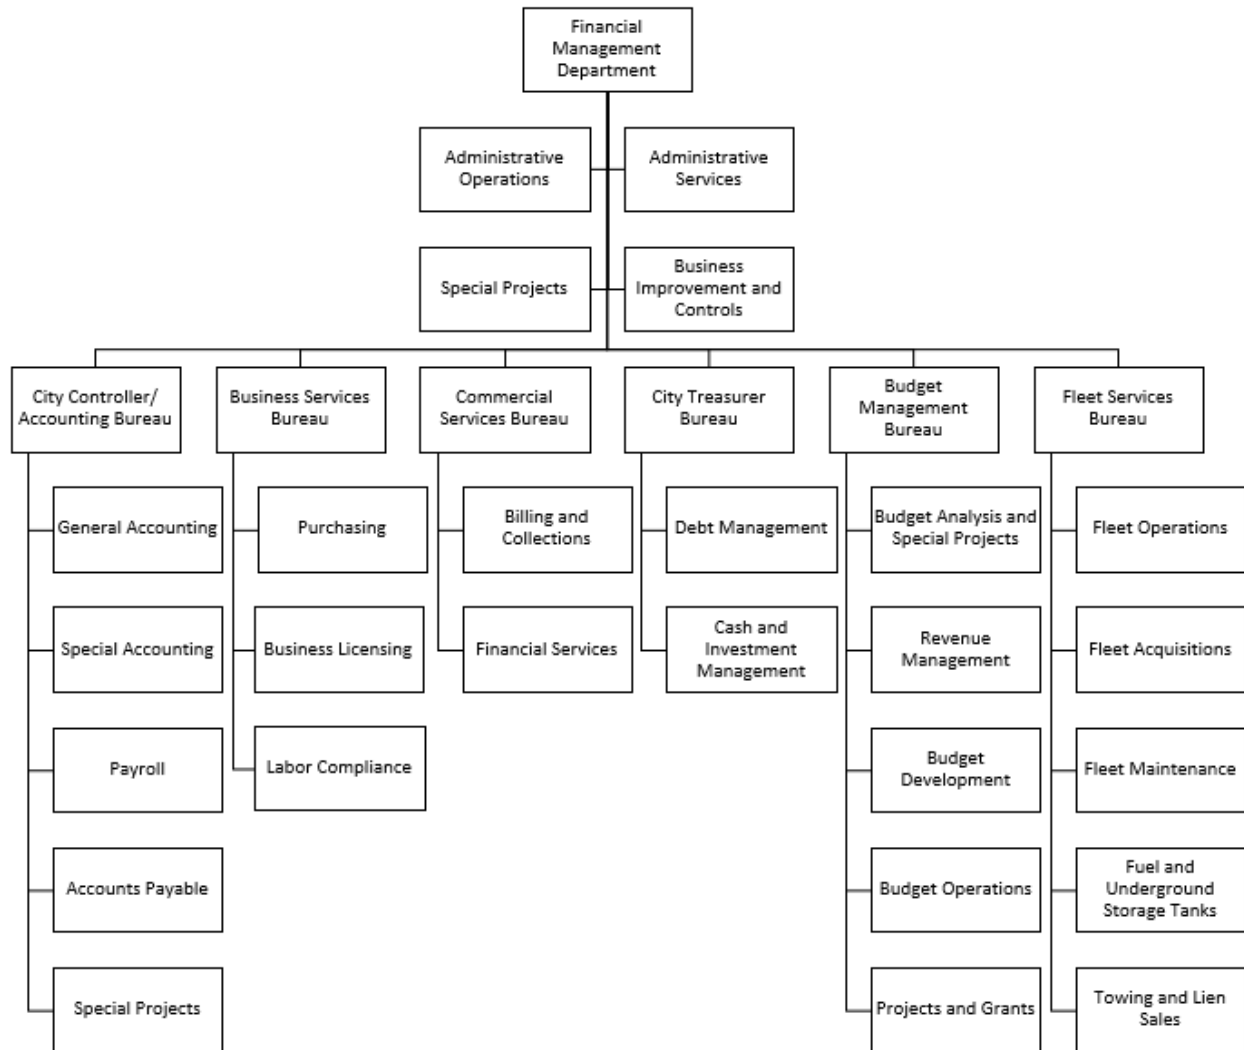 Financial
Management
Department
Administrative
Operations
Administrative
Services
Special Projects
Business
Improvement and
Controls
City Controller/
Accounting Bureau
Business Services
Bureau
Commercial
Services Bureau
City Treasurer
Bureau
Budget
Management
Bureau
Fleet Services
Bureau
General Accounting
Purchasing
Billing and
Collections
Debt Management
Budget Analysis and
Special Projects
Fleet Operations
Special Accounting
Business Licensing
Financial Services
Cash and
Investment
Management
Revenue
Management
Fleet Acquisitions
Payroll
Labor Compliance
Budget
Development
Fleet Maintenance
Accounts Payable
Budget Operations
Fuel and
Underground
Storage Tanks
Special Projects
Projects and Grants
Towing and Lien
Sales